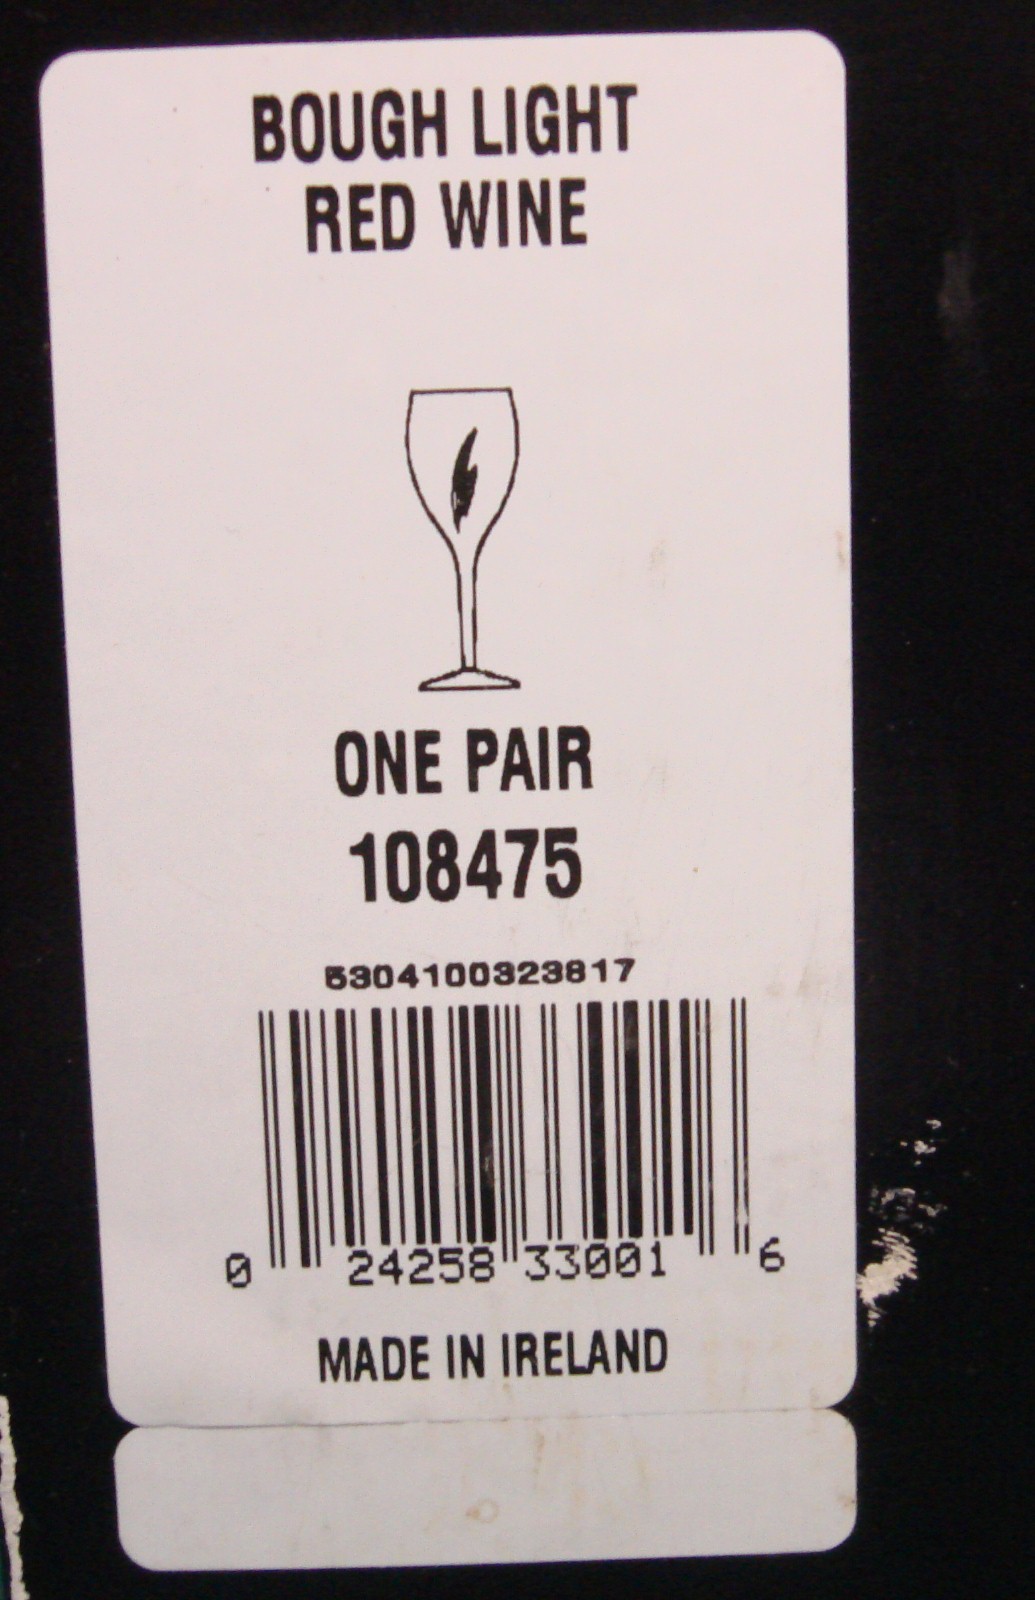 BOUGH LIGHT
RED WINE
ONE PAIR
108475
5304100323817
0 24258 33001 6
MADE IN IRELAND